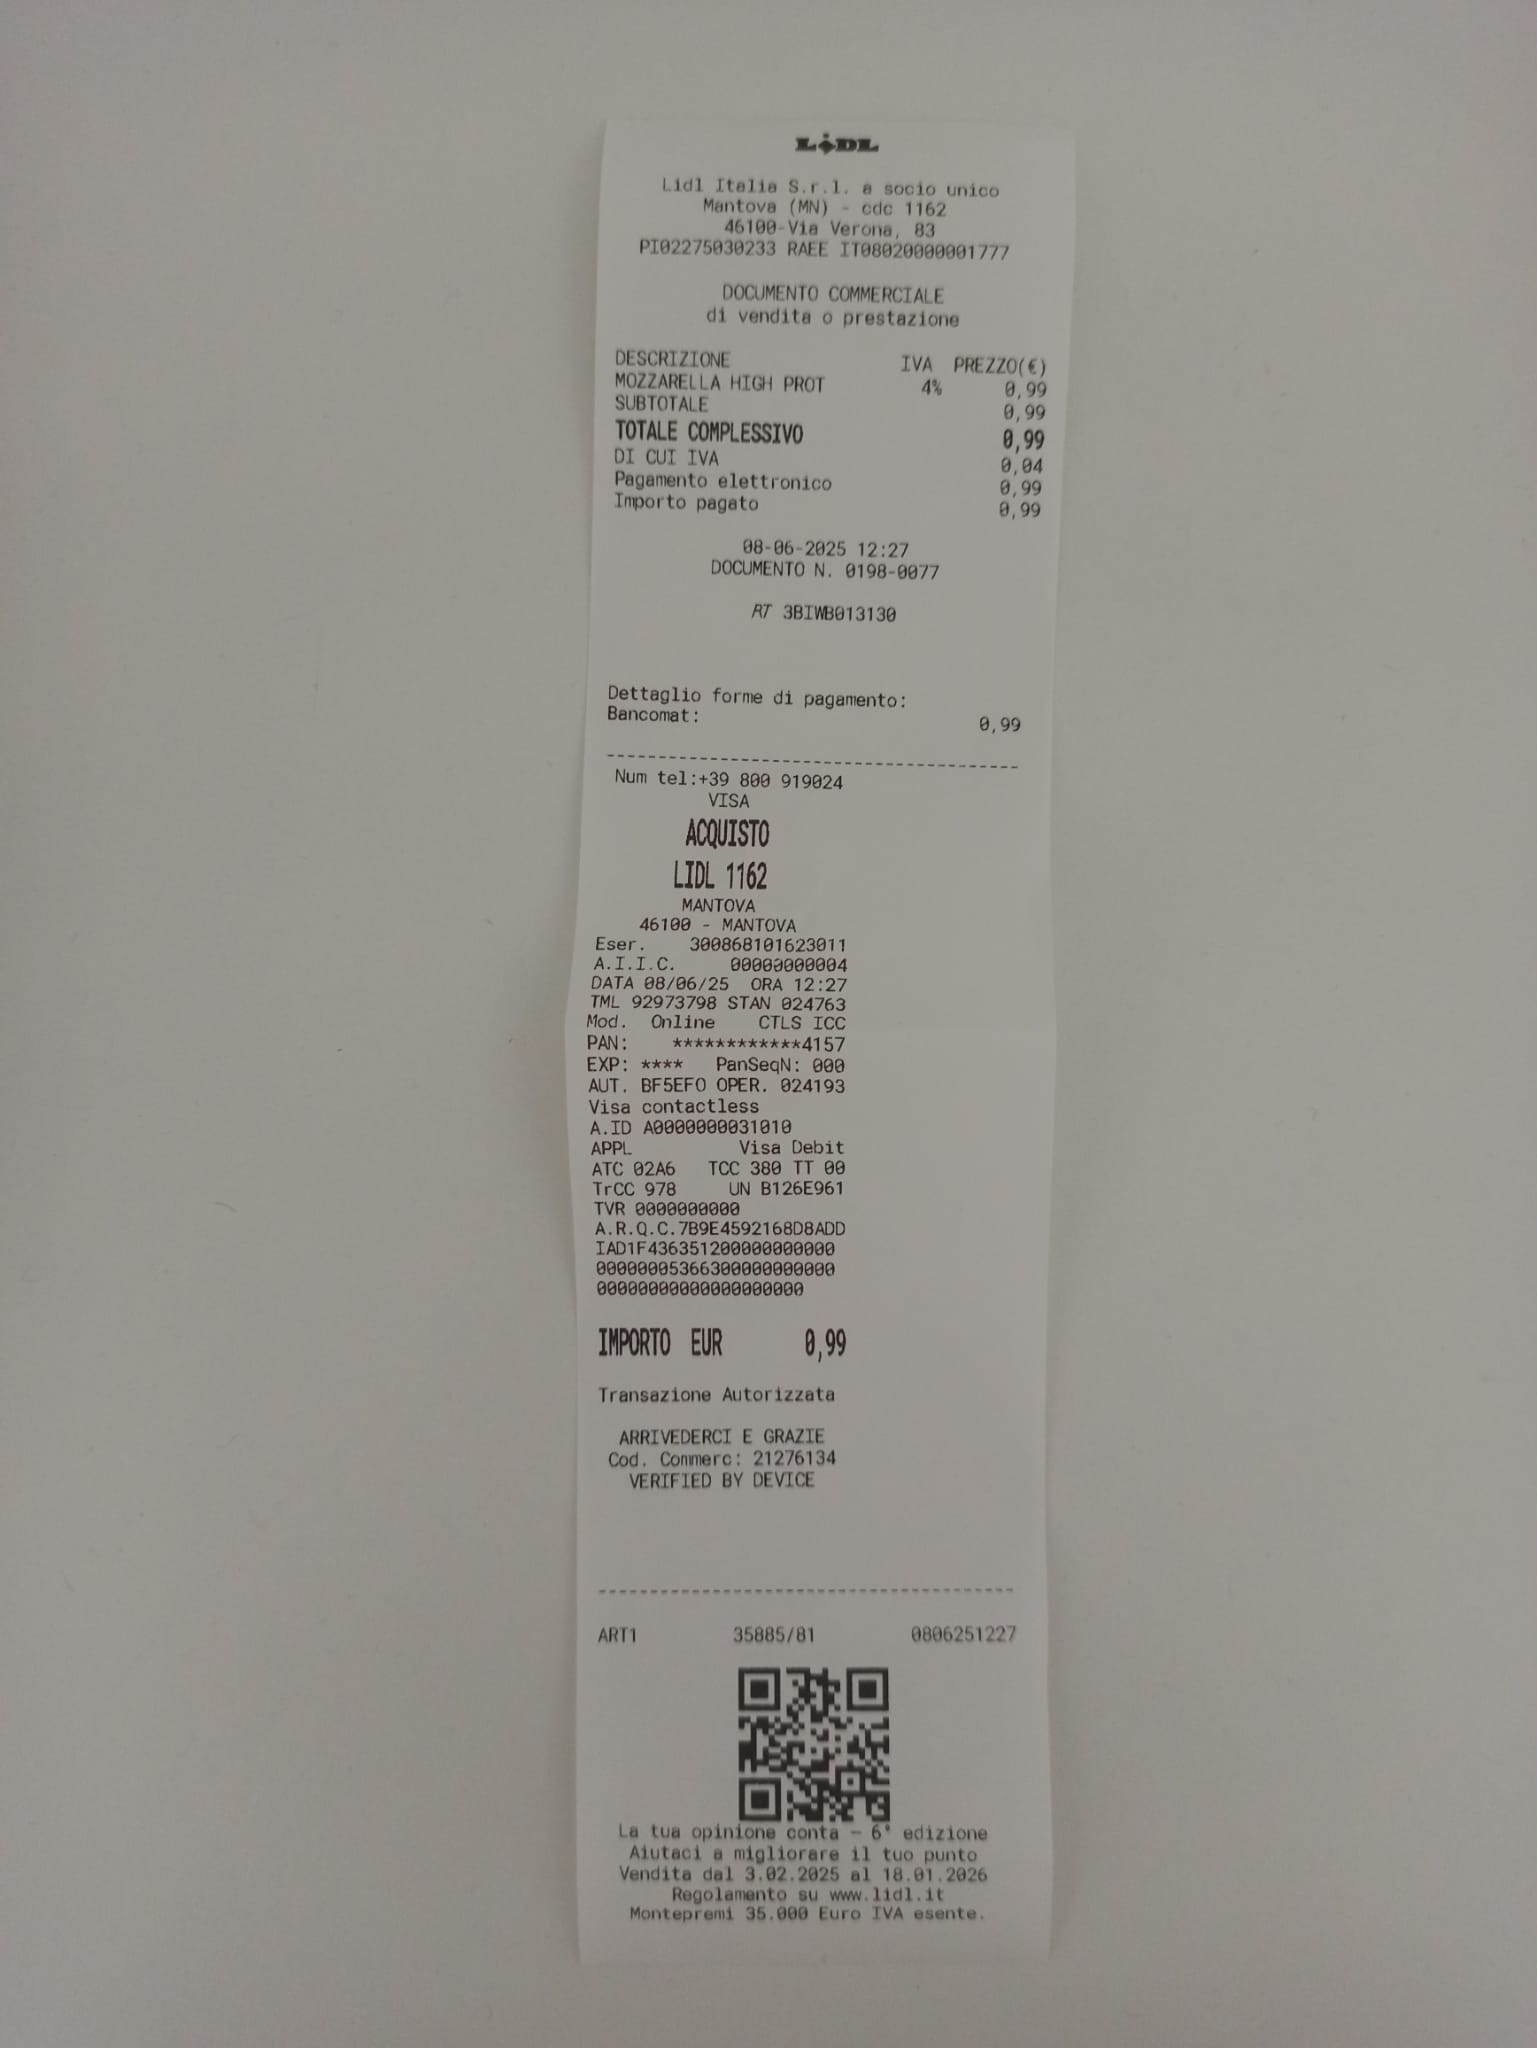 LiDL
Lidl Italia S.r.l. a socio unico
Mantova (MN) - cdc 1162
46100-Via Verona, 83
PI02275030233 RAEE IT08020000001777
DOCUMENTO COMMERCIALE
di vendita o prestazione
DESCRIZIONE IVA PREZZO(€)
MOZZARELLA HIGH PROT 4% 0,99
SUBTOTALE 0,99
TOTALE COMPLESSIVO 0,99
DI CUI IVA 0,04
Pagamento elettronico 0,99
Importo pagato 0,99
08-06-2025 12:27
DOCUMENTO N. 0198-0077
RT 3BIWB013130
Dettaglio forme di pagamento:
Bancomat: 0,99
----------------------------------------
Num tel:+39 800 919024
VISA
ACQUISTO
LIDL 1162
MANTOVA
46100 - MANTOVA
Eser. 300868101623011
A.I.I.C. 00000000004
DATA 08/06/25 ORA 12:27
TML 92973798 STAN 024763
Mod. Online CTLS ICC
PAN: ************4157
EXP: **** PanSeqN: 000
AUT. BF5EFO OPER. 024193
Visa contactless
A.ID A0000000031010
APPL Visa Debit
ATC 02A6 TCC 380 TT 00
TrCC 978 UN B126E961
TVR 0000000000
A.R.Q.C.7B9E4592168D8ADD
IAD1F436351200000000000
00000005366300000000000
00000000000000000000
IMPORTO EUR 0,99
Transazione Autorizzata
ARRIVEDERCI E GRAZIE
Cod. Commerc: 21276134
VERIFIED BY DEVICE
----------------------------------------
ART1 35885/81 0806251227
La tua opinione conta - 6° edizione
Aiutaci a migliorare il tuo punto
Vendita dal 3.02.2025 al 18.01.2026
Regolamento su www.lidl.it
Montepremi 35.000 Euro IVA esente.